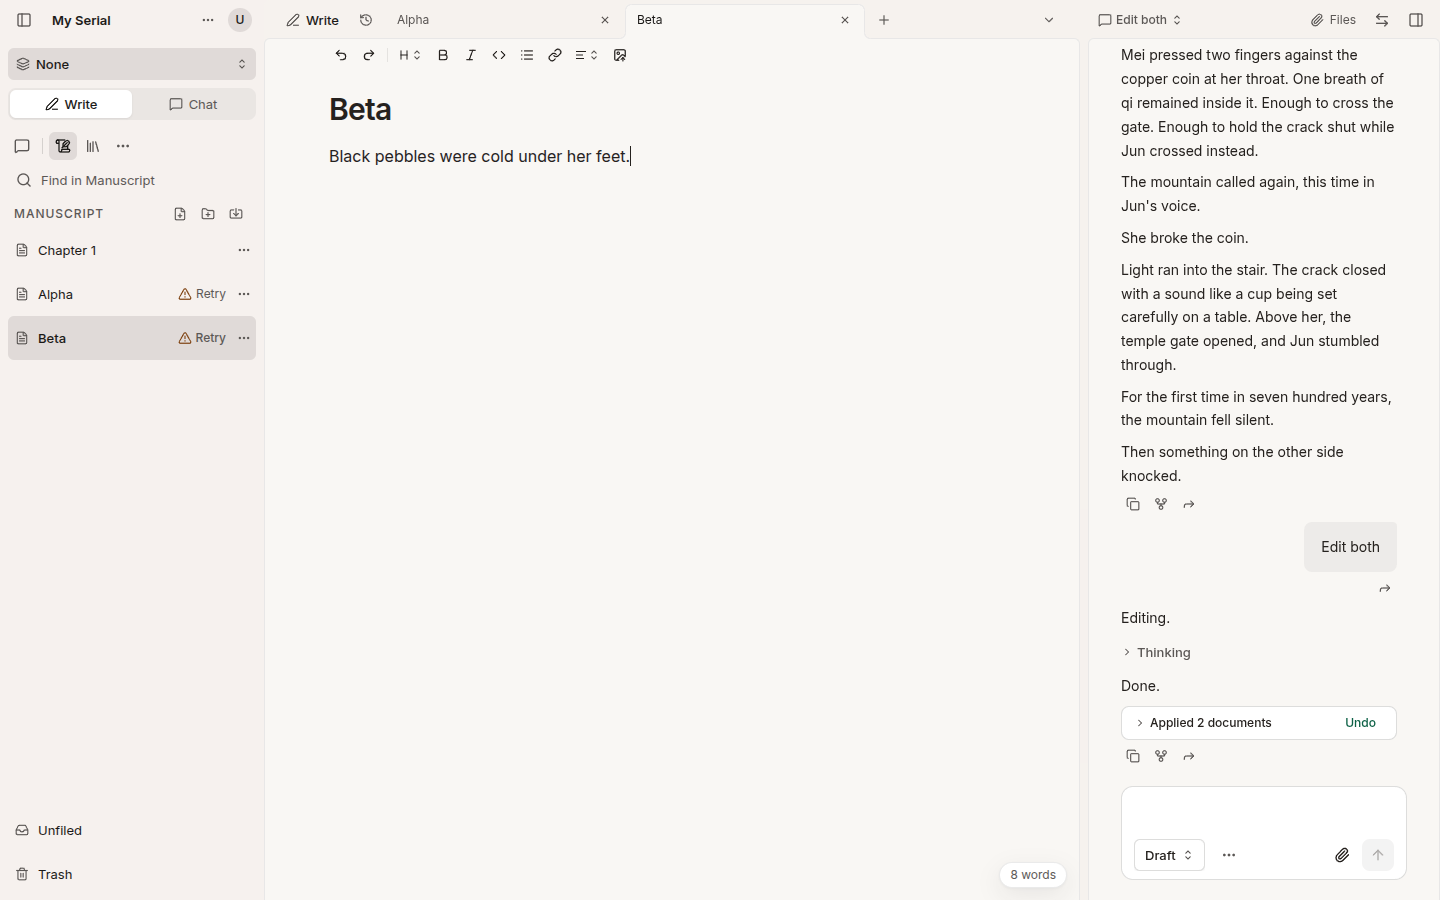 My Serial
U
None
Write
Chat
Find in Manuscript
MANUSCRIPT
Chapter 1
Alpha
Retry
Beta
Retry
Unfiled
Trash
Write
Alpha
Beta
H
B
I
Beta
Black pebbles were cold under her feet.
8 words
Edit both
Files
Mei pressed two fingers against the
copper coin at her throat. One breath of
qi remained inside it. Enough to cross the
gate. Enough to hold the crack shut while
Jun crossed instead.
The mountain called again, this time in
Jun's voice.
She broke the coin.
Light ran into the stair. The crack closed
with a sound like a cup being set
carefully on a table. Above her, the
temple gate opened, and Jun stumbled
through.
For the first time in seven hundred years,
the mountain fell silent.
Then something on the other side
knocked.
Edit both
Editing.
Thinking
Done.
Applied 2 documents
Undo
Draft